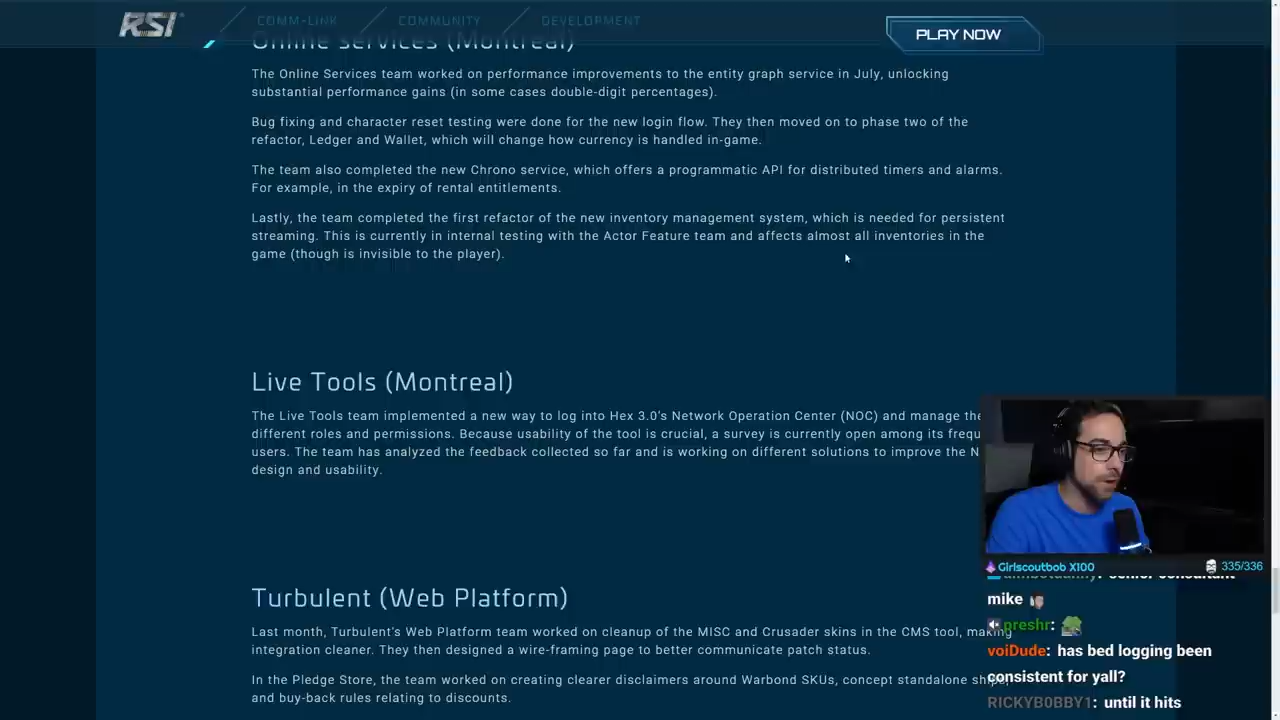 RSI
COMM-LINK
COMMUNITY
DEVELOPMENT
PLAY NOW
Online services (Montreal)
The Online Services team worked on performance improvements to the entity graph service in July, unlocking
substantial performance gains (in some cases double-digit percentages).
Bug fixing and character reset testing were done for the new login flow. They then moved on to phase two of the
refactor, Ledger and Wallet, which will change how currency is handled in-game.
The team also completed the new Chrono service, which offers a programmatic API for distributed timers and alarms.
For example, in the expiry of rental entitlements.
Lastly, the team completed the first refactor of the new inventory management system, which is needed for persistent
streaming. This is currently in internal testing with the Actor Feature team and affects almost all inventories in the
game (though is invisible to the player).
Live Tools (Montreal)
The Live Tools team implemented a new way to log into Hex 3.0's Network Operation Center (NOC) and manage the
different roles and permissions. Because usability of the tool is crucial, a survey is currently open among its frequ
users. The team has analyzed the feedback collected so far and is working on different solutions to improve the N
design and usability.
Turbulent (Web Platform)
Last month, Turbulent's Web Platform team worked on cleanup of the MISC and Crusader skins in the CMS tool, making
integration cleaner. They then designed a wire-framing page to better communicate patch status.
In the Pledge Store, the team worked on creating clearer disclaimers around Warbond SKUs, concept standalone ships
and buy-back rules relating to discounts.
Girlscoutbob X100
335/336
senior consultant
mike
preshr:
voiDude: has bed logging been
consistent for yall?
RICKYB0BBY1: until it hits